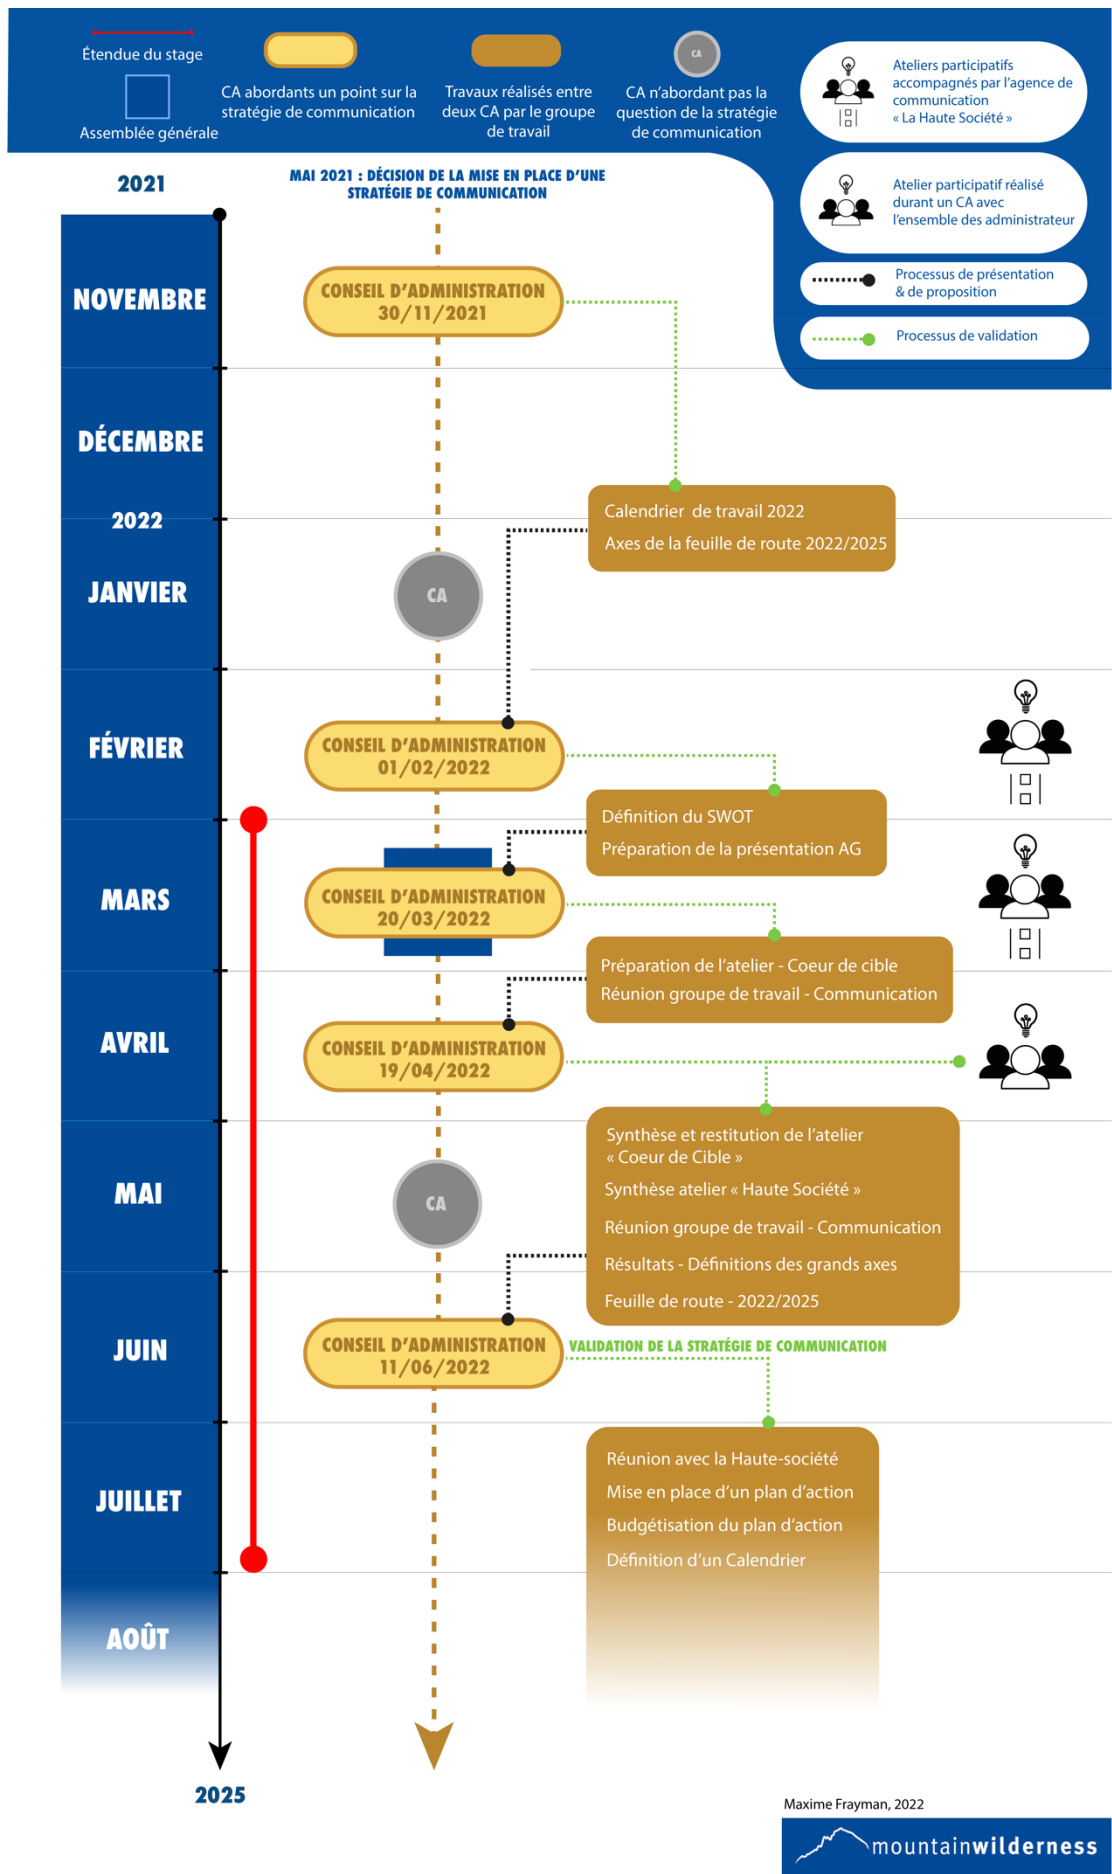 Étendue du stage
Assemblée générale
CA abordants un point sur la
stratégie de communication
Travaux réalisés entre
deux CA par le groupe
de travail
CA
CA n'abordant pas la
question de la stratégie
de communication
Ateliers participatifs
accompagnés par l'agence de
communication
« La Haute Société »
Atelier participatif réalisé
durant un CA avec
l'ensemble des administrateur
Processus de présentation
& de proposition
Processus de validation
2021
MAI 2021 : DÉCISION DE LA MISE EN PLACE D'UNE
STRATÉGIE DE COMMUNICATION
NOVEMBRE
CONSEIL D'ADMINISTRATION
30/11/2021
DÉCEMBRE
Calendrier de travail 2022
Axes de la feuille de route 2022/2025
2022
JANVIER
CA
FÉVRIER
CONSEIL D'ADMINISTRATION
01/02/2022
Définition du SWOT
Préparation de la présentation AG
MARS
CONSEIL D'ADMINISTRATION
20/03/2022
Préparation de l'atelier - Coeur de cible
Réunion groupe de travail - Communication
AVRIL
CONSEIL D'ADMINISTRATION
19/04/2022
Synthèse et restitution de l'atelier
« Coeur de Cible »
Synthèse atelier « Haute Société »
Réunion groupe de travail - Communication
Résultats - Définitions des grands axes
Feuille de route - 2022/2025
MAI
CA
JUIN
CONSEIL D'ADMINISTRATION
11/06/2022
VALIDATION DE LA STRATÉGIE DE COMMUNICATION
Réunion avec la Haute-société
Mise en place d'un plan d'action
Budgétisation du plan d'action
Définition d'un Calendrier
JUILLET
AOÛT
2025
Maxime Frayman, 2022
mountainwilderness